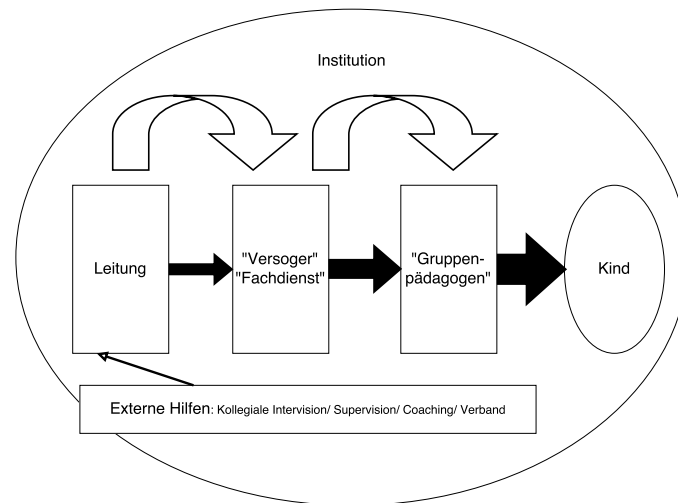 Institution
Leitung
"Versoger"
"Fachdienst"
"Gruppen-
pädagogen"
Kind
Externe Hilfen: Kollegiale Intervision/ Supervision/ Coaching/ Verband